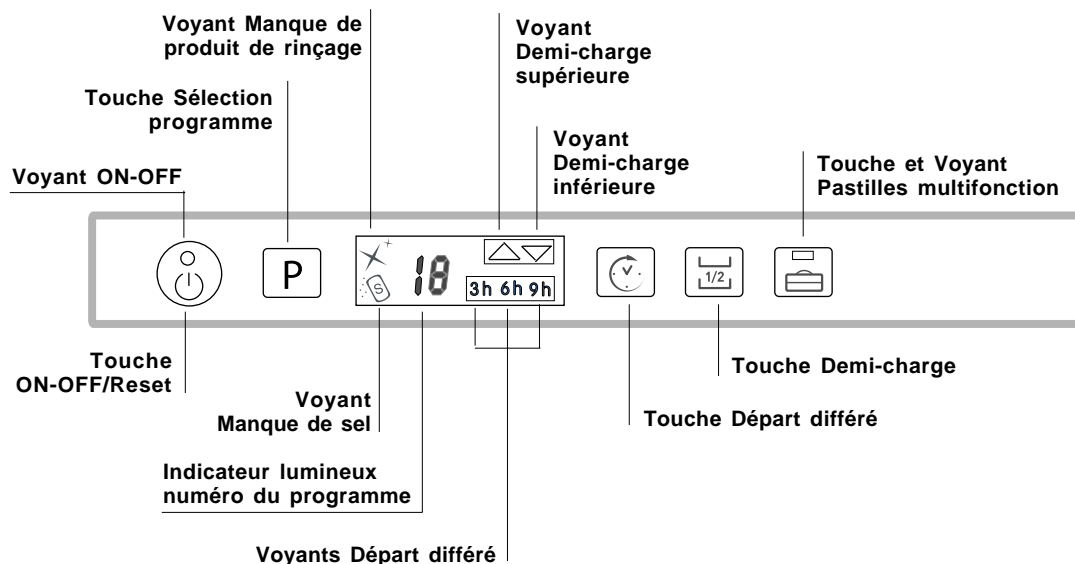 Voyant Manque de
produit de rinçage
Voyant
Demi-charge
supérieure
Touche Sélection
programme
Voyant
Demi-charge
inférieure
Touche et Voyant
Pastilles multifonction
Voyant ON-OFF
P
S
18
3h 6h 9h
1/2
Touche
ON-OFF/Reset
Touche Demi-charge
Voyant
Manque de sel
Touche Départ différé
Indicateur lumineux
numéro du programme
Voyants Départ différé